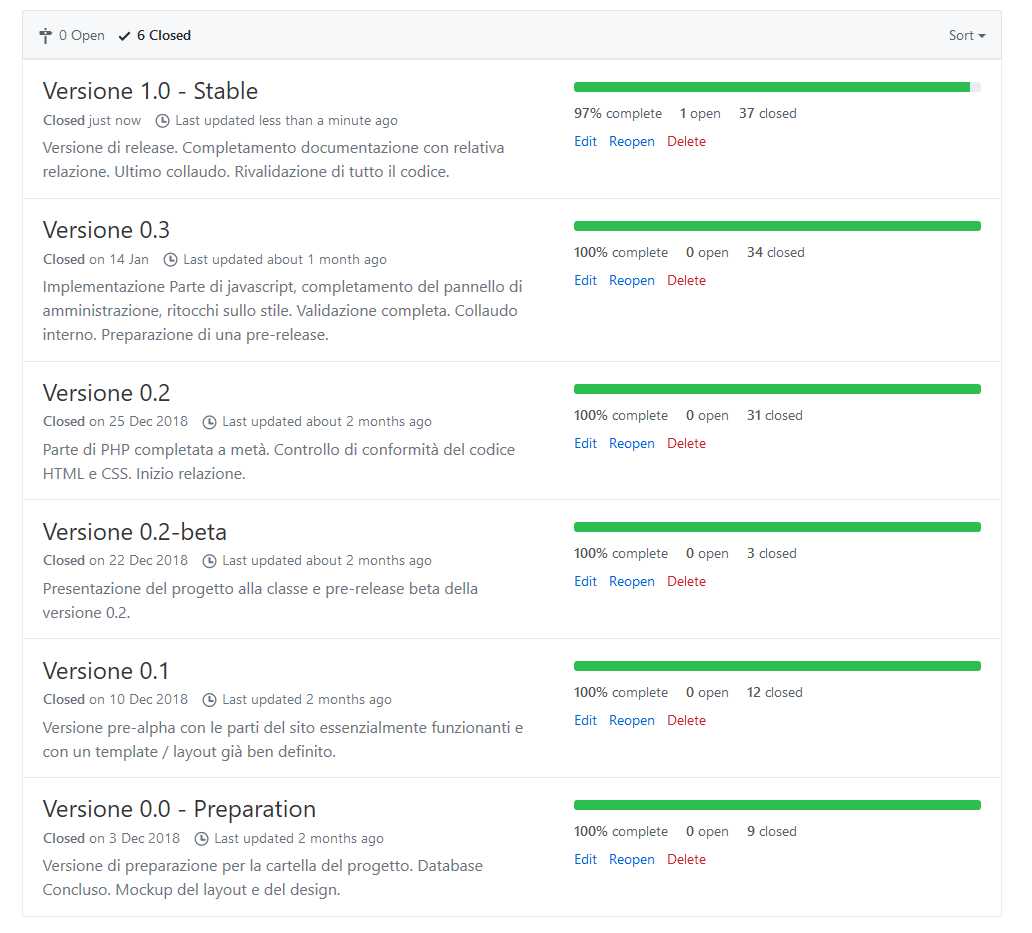 0 Open 6 Closed Sort
Versione 1.0 - Stable
Closed just now Last updated less than a minute ago
Versione di release. Completamento documentazione con relativa
relazione. Ultimo collaudo. Rivalidazione di tutto il codice.
97% complete 1 open 37 closed
Edit Reopen Delete
Versione 0.3
Closed on 14 Jan Last updated about 1 month ago
Implementazione Parte di javascript, completamento del pannello di
amministrazione, ritocchi sullo stile. Validazione completa. Collaudo
interno. Preparazione di una pre-release.
100% complete 0 open 34 closed
Edit Reopen Delete
Versione 0.2
Closed on 25 Dec 2018 Last updated about 2 months ago
Parte di PHP completata a metà. Controllo di conformità del codice
HTML e CSS. Inizio relazione.
100% complete 0 open 31 closed
Edit Reopen Delete
Versione 0.2-beta
Closed on 22 Dec 2018 Last updated about 2 months ago
Presentazione del progetto alla classe e pre-release beta della
versione 0.2.
100% complete 0 open 3 closed
Edit Reopen Delete
Versione 0.1
Closed on 10 Dec 2018 Last updated 2 months ago
Versione pre-alpha con le parti del sito essenzialmente funzionanti e
con un template / layout già ben definito.
100% complete 0 open 12 closed
Edit Reopen Delete
Versione 0.0 - Preparation
Closed on 3 Dec 2018 Last updated 2 months ago
Versione di preparazione per la cartella del progetto. Database
Concluso. Mockup del layout e del design.
100% complete 0 open 9 closed
Edit Reopen Delete